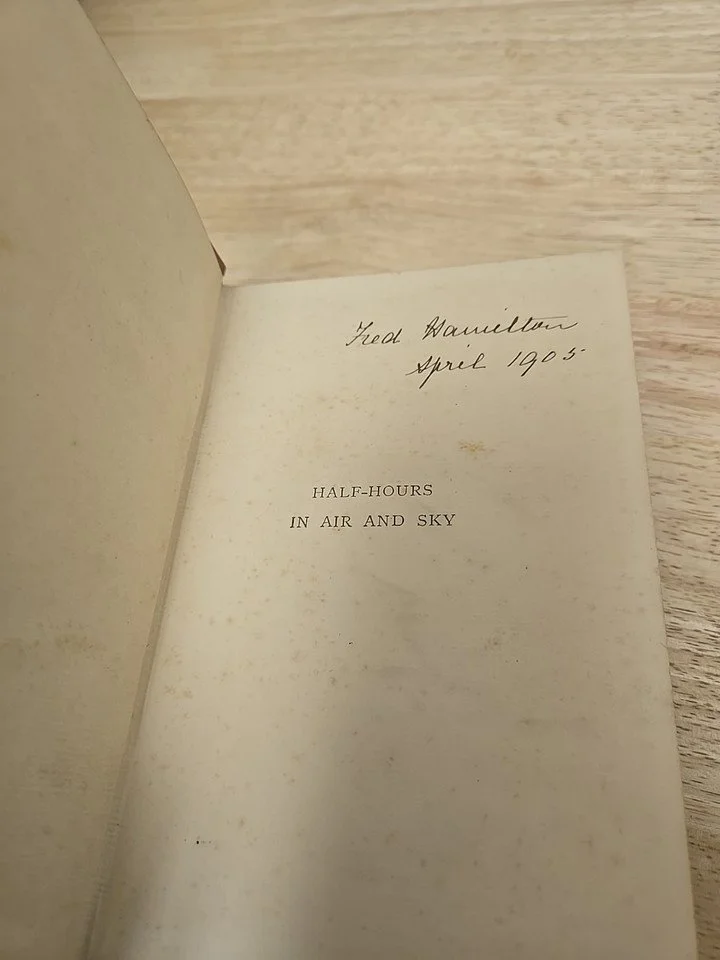 Fred Hamilton
April 1905
HALF-HOURS
IN AIR AND SKY